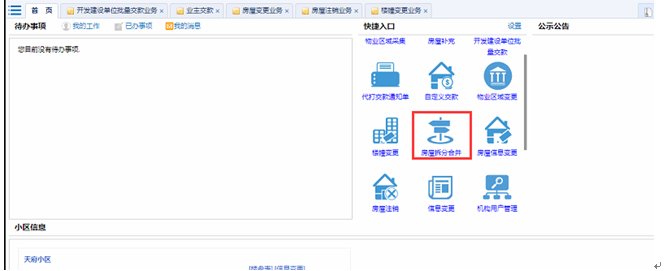 首 页 开发建设单位批量交款业务 × 业主交款 × 房屋变更业务 × 房屋注销业务 × 楼幢变更业务 ×
待办事项 我的工作 已办事项 我的消息
您目前没有待办事项.
快捷入口 设置
物业区域采集 房屋补充 开发建设单位批量交款
代打交款通知单 自定义交款 物业区域变更
楼幢变更 房屋拆分合并 房屋信息变更
房屋注销 信息变更 机构用户管理
公示公告
小区信息
天府小区